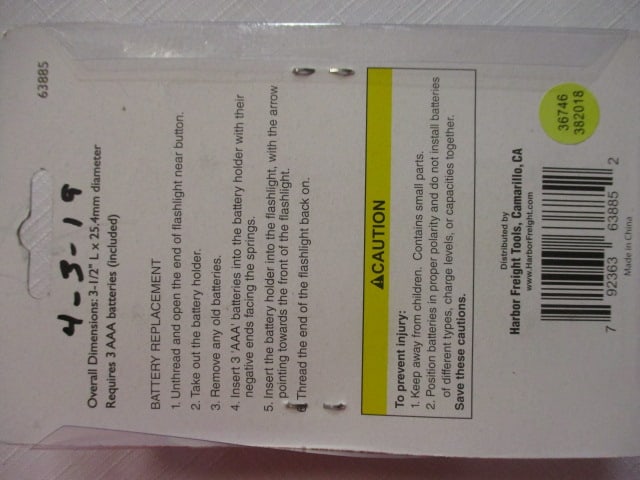 63885
4-3-19
Overall Dimensions: 3-1/2" L x 25.4mm diameter
Requires 3 AAA batteries (included)
BATTERY REPLACEMENT
1. Unthread and open the end of flashlight near button.
2. Take out the battery holder.
3. Remove any old batteries.
4. Insert 3 'AAA' batteries into the battery holder with their
negative ends facing the springs.
5. Insert the battery holder into the flashlight, with the arrow
pointing towards the front of the flashlight.
6. Thread the end of the flashlight back on.
CAUTION
To prevent injury:
1. Keep away from children. Contains small parts.
2. Position batteries in proper polarity and do not install batteries
of different types, charge levels, or capacities together.
Save these cautions.
Distributed by
Harbor Freight Tools, Camarillo, CA
www.HarborFreight.com
7 92363 63885 2
Made in China
36746
382018